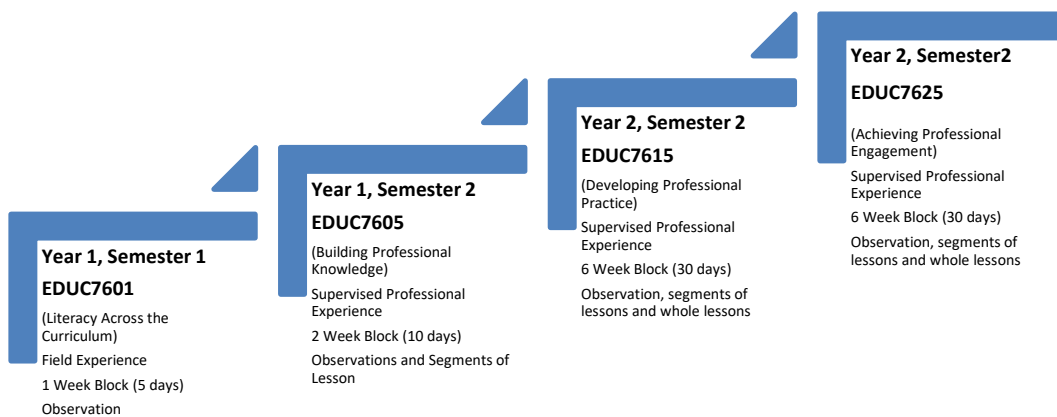 Year 1, Semester 1
EDUC7601
(Literacy Across the
Curriculum)
Field Experience
1 Week Block (5 days)
Observation
Year 1, Semester 2
EDUC7605
(Building Professional
Knowledge)
Supervised Professional
Experience
2 Week Block (10 days)
Observations and Segments of
Lesson
Year 2, Semester 2
EDUC7615
(Developing Professional
Practice)
Supervised Professional
Experience
6 Week Block (30 days)
Observation, segments of
lessons and whole lessons
Year 2, Semester2
EDUC7625
(Achieving Professional
Engagement)
Supervised Professional
Experience
6 Week Block (30 days)
Observation, segments of
lessons and whole lessons